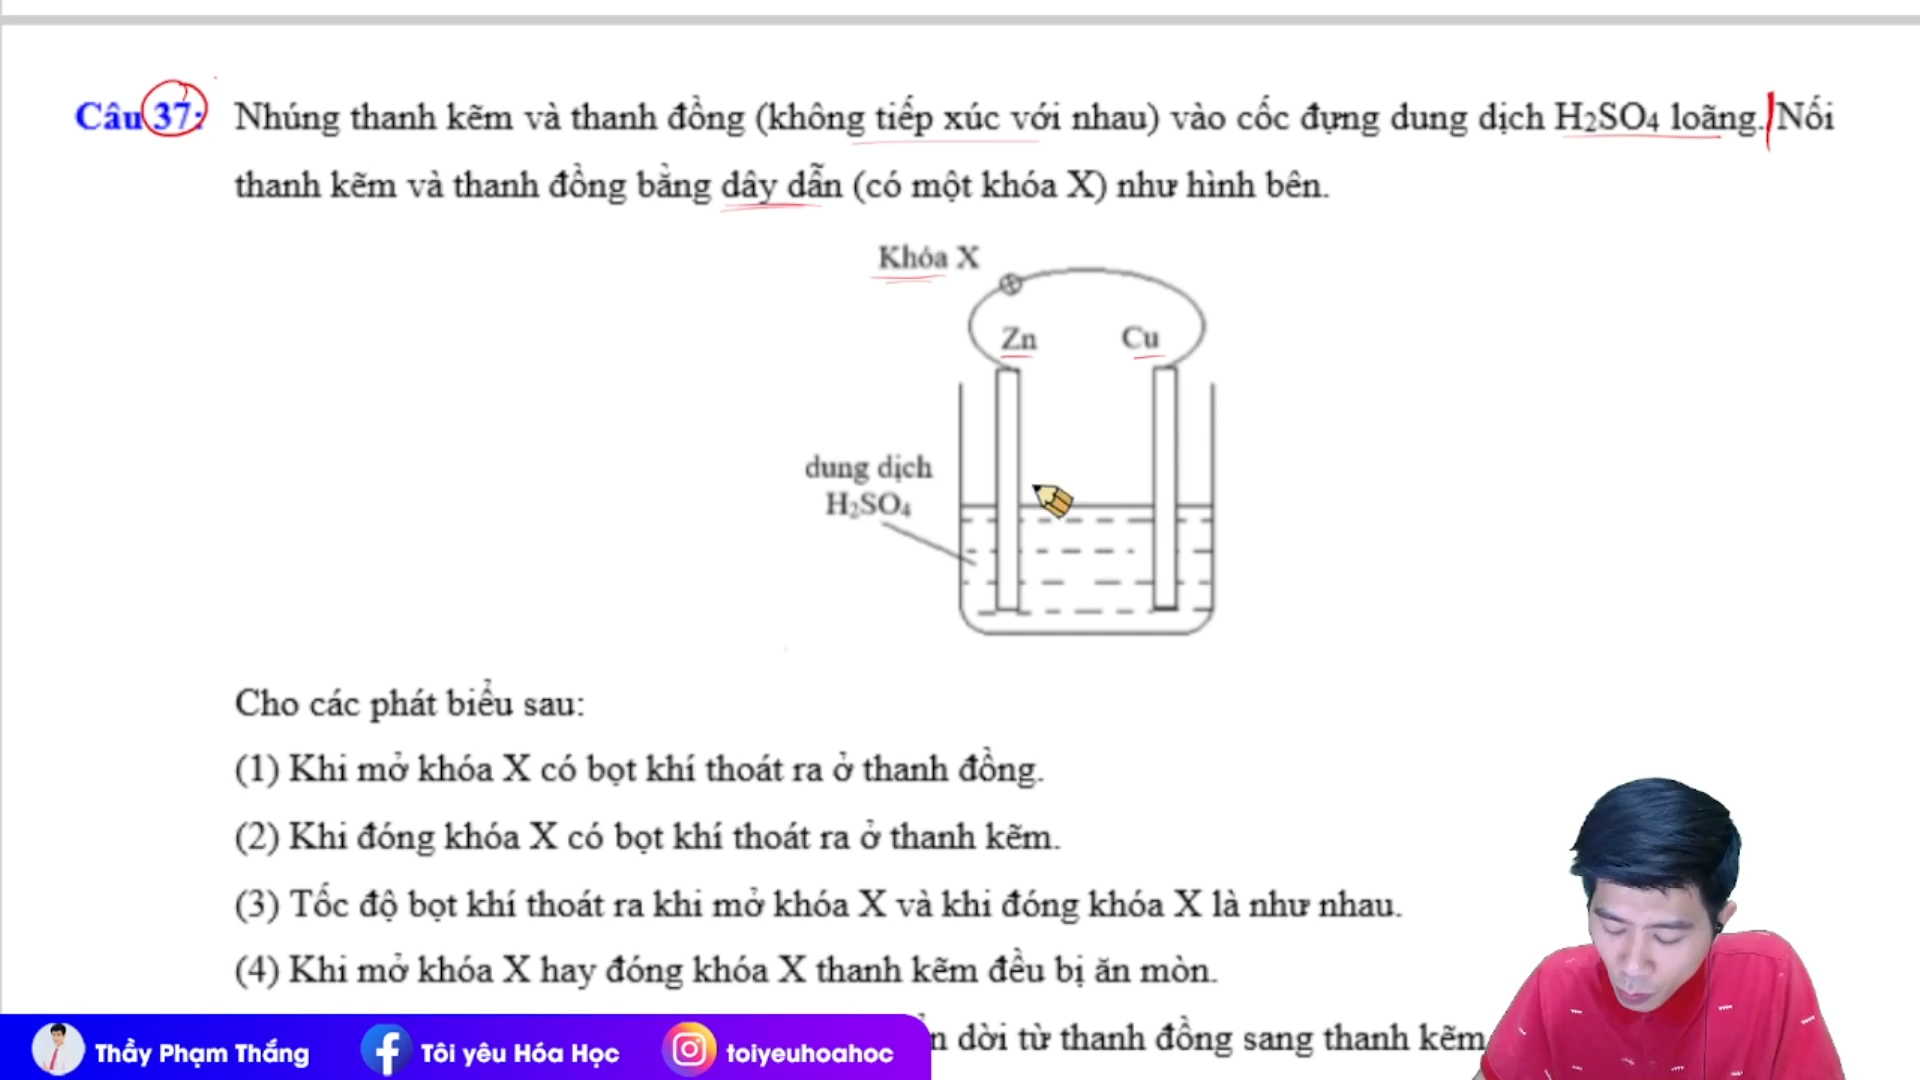 Câu 37: Nhúng thanh kẽm và thanh đồng (không tiếp xúc với nhau) vào cốc đựng dung dịch H₂SO₄ loãng. Nối
thanh kẽm và thanh đồng bằng dây dẫn (có một khóa X) như hình bên.
Khóa X
Zn Cu
dung dịch
H₂SO₄
Cho các phát biểu sau:
(1) Khi mở khóa X có bọt khí thoát ra ở thanh đồng.
(2) Khi đóng khóa X có bọt khí thoát ra ở thanh kẽm.
(3) Tốc độ bọt khí thoát ra khi mở khóa X và khi đóng khóa X là như nhau.
(4) Khi mở khóa X hay đóng khóa X thanh kẽm đều bị ăn mòn.
dời từ thanh đồng sang thanh kẽm
Thầy Phạm Thắng Tôi yêu Hóa Học toiyeuhoahoc